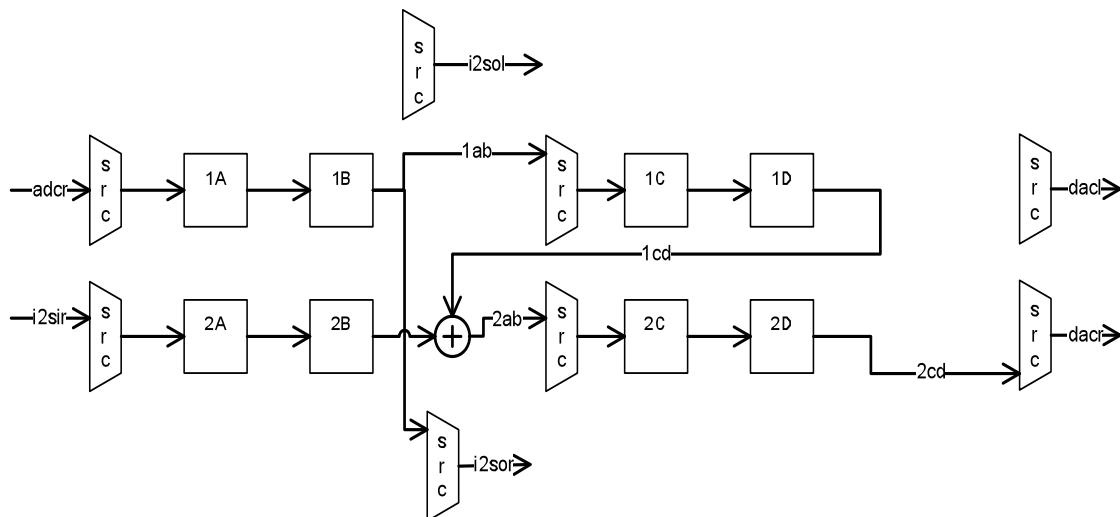 src
i2sol
1ab
adcr
src
1A
1B
src
1C
1D
src
dacl
1cd
i2sir
src
2A
2B
+
2ab
src
2C
2D
src
dacr
2cd
src
i2sor